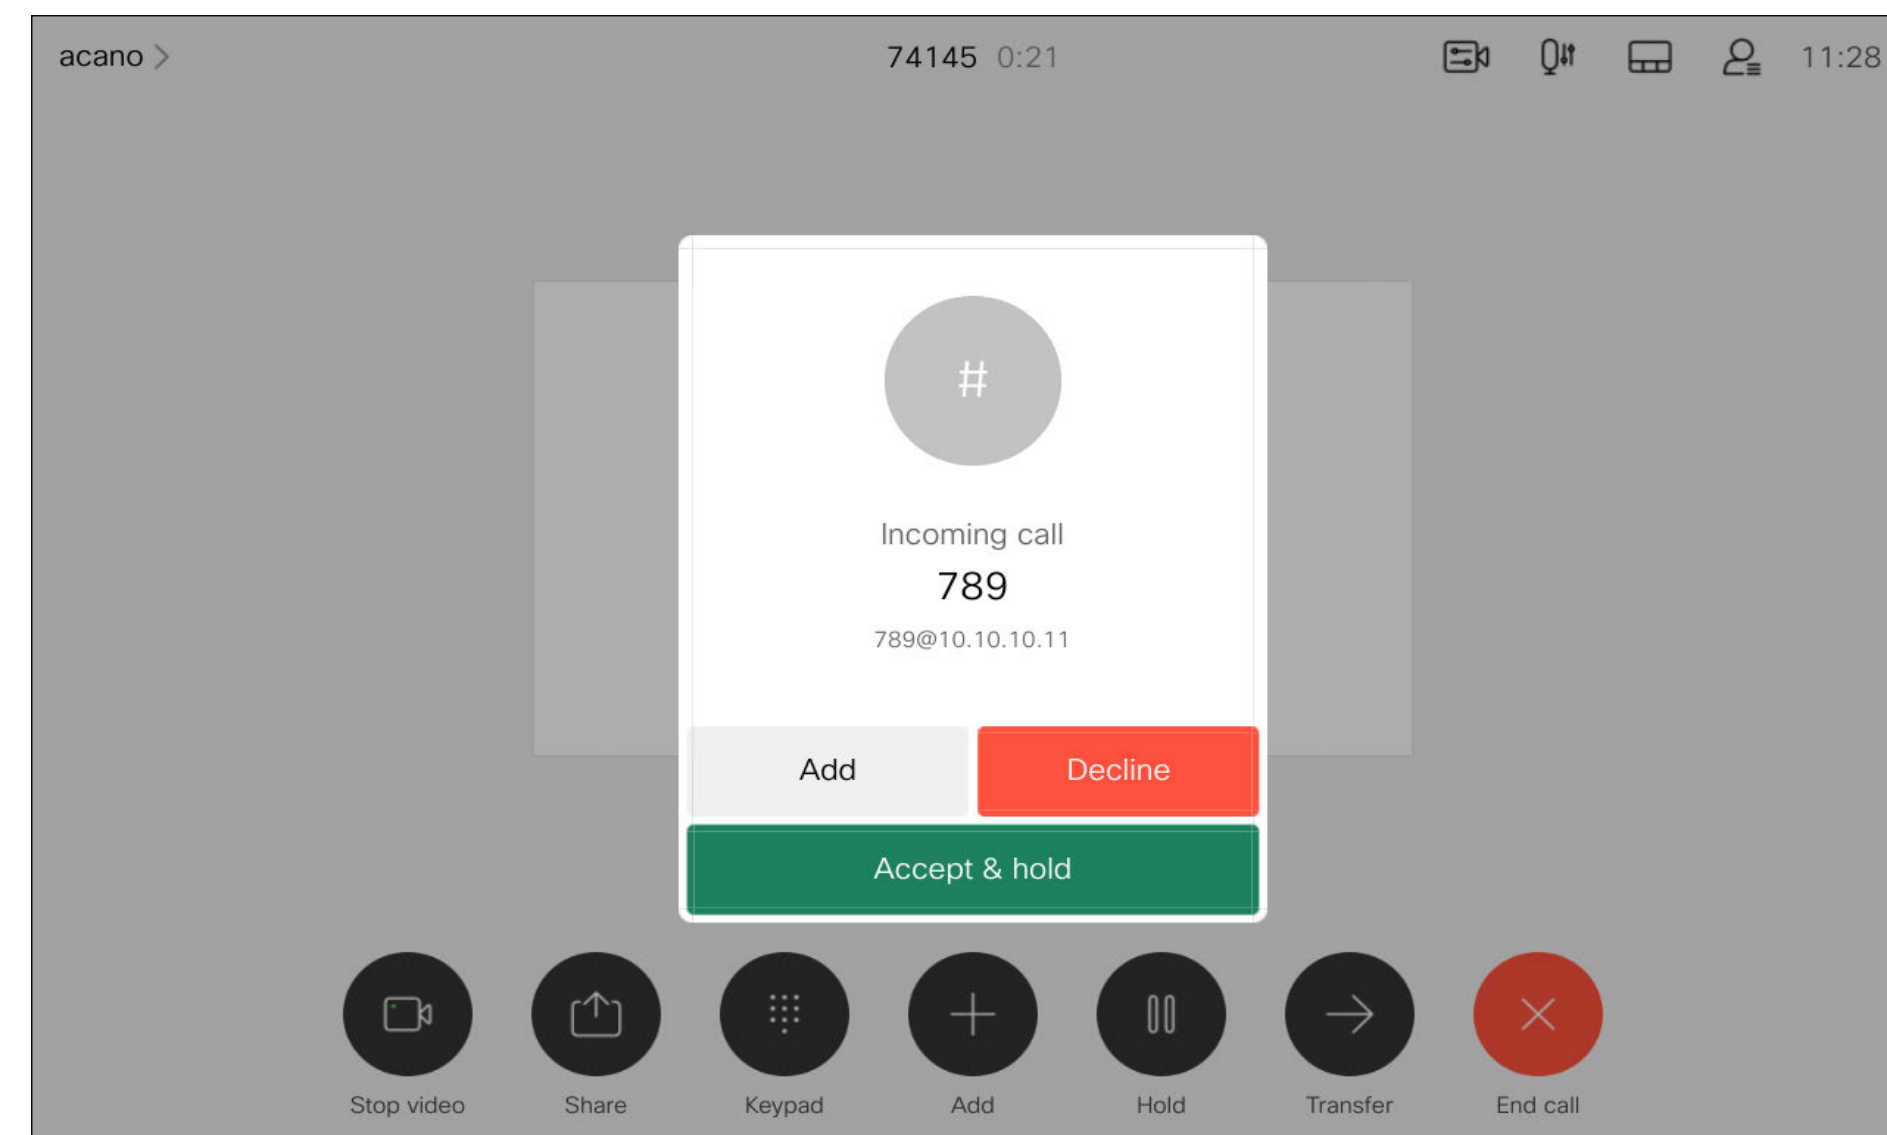 acano
74145 0:21
11:28
#
Incoming call
789
789@10.10.10.11
Add
Decline
Accept & hold
Stop video
Share
Keypad
Add
Hold
Transfer
End call